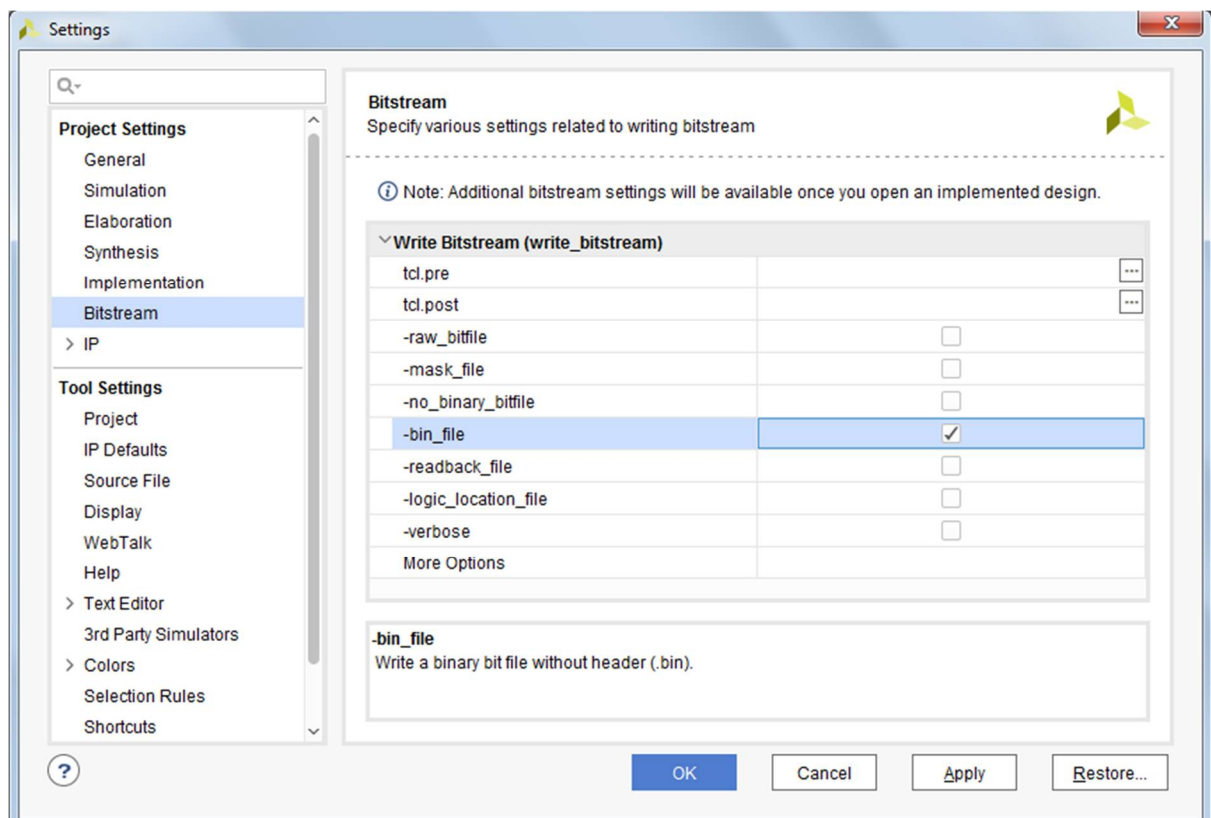 Settings
Project Settings
General
Simulation
Elaboration
Synthesis
Implementation
Bitstream
> IP
Tool Settings
Project
IP Defaults
Source File
Display
WebTalk
Help
> Text Editor
3rd Party Simulators
> Colors
Selection Rules
Shortcuts
Bitstream
Specify various settings related to writing bitstream
Note: Additional bitstream settings will be available once you open an implemented design.
Write Bitstream (write_bitstream)
tcl.pre
tcl.post
-raw_bitfile
-mask_file
-no_binary_bitfile
-bin_file
-readback_file
-logic_location_file
-verbose
More Options
-bin_file
Write a binary bit file without header (.bin).
?
OK Cancel Apply Restore...